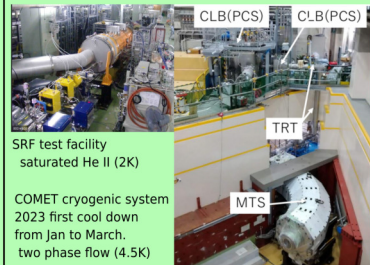 CLB(PCS) CLB(PCS)
TRT
MTS
SRF test facility
saturated He II (2K)
COMET cryogenic system
2023 first cool down
from Jan to March.
two phase flow (4.5K)